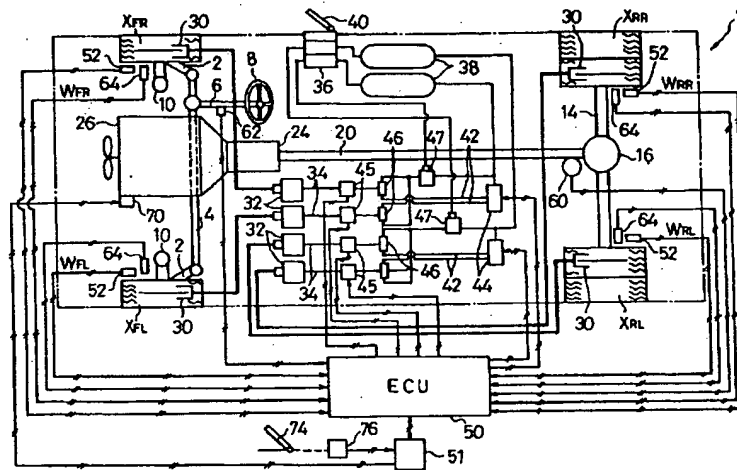 XFR 30 40 30 XRR
52 2 8 38 52
WFR 64 10 6 36 WRR
26 62 24 46 47 42 14 64
20 16
32 34 45 60
70 47
4 64
WFL 64 10 2 32 46 44 WRL
52 34 45 42 52
30 30
XFL XRL
ECU
50
74 76
51